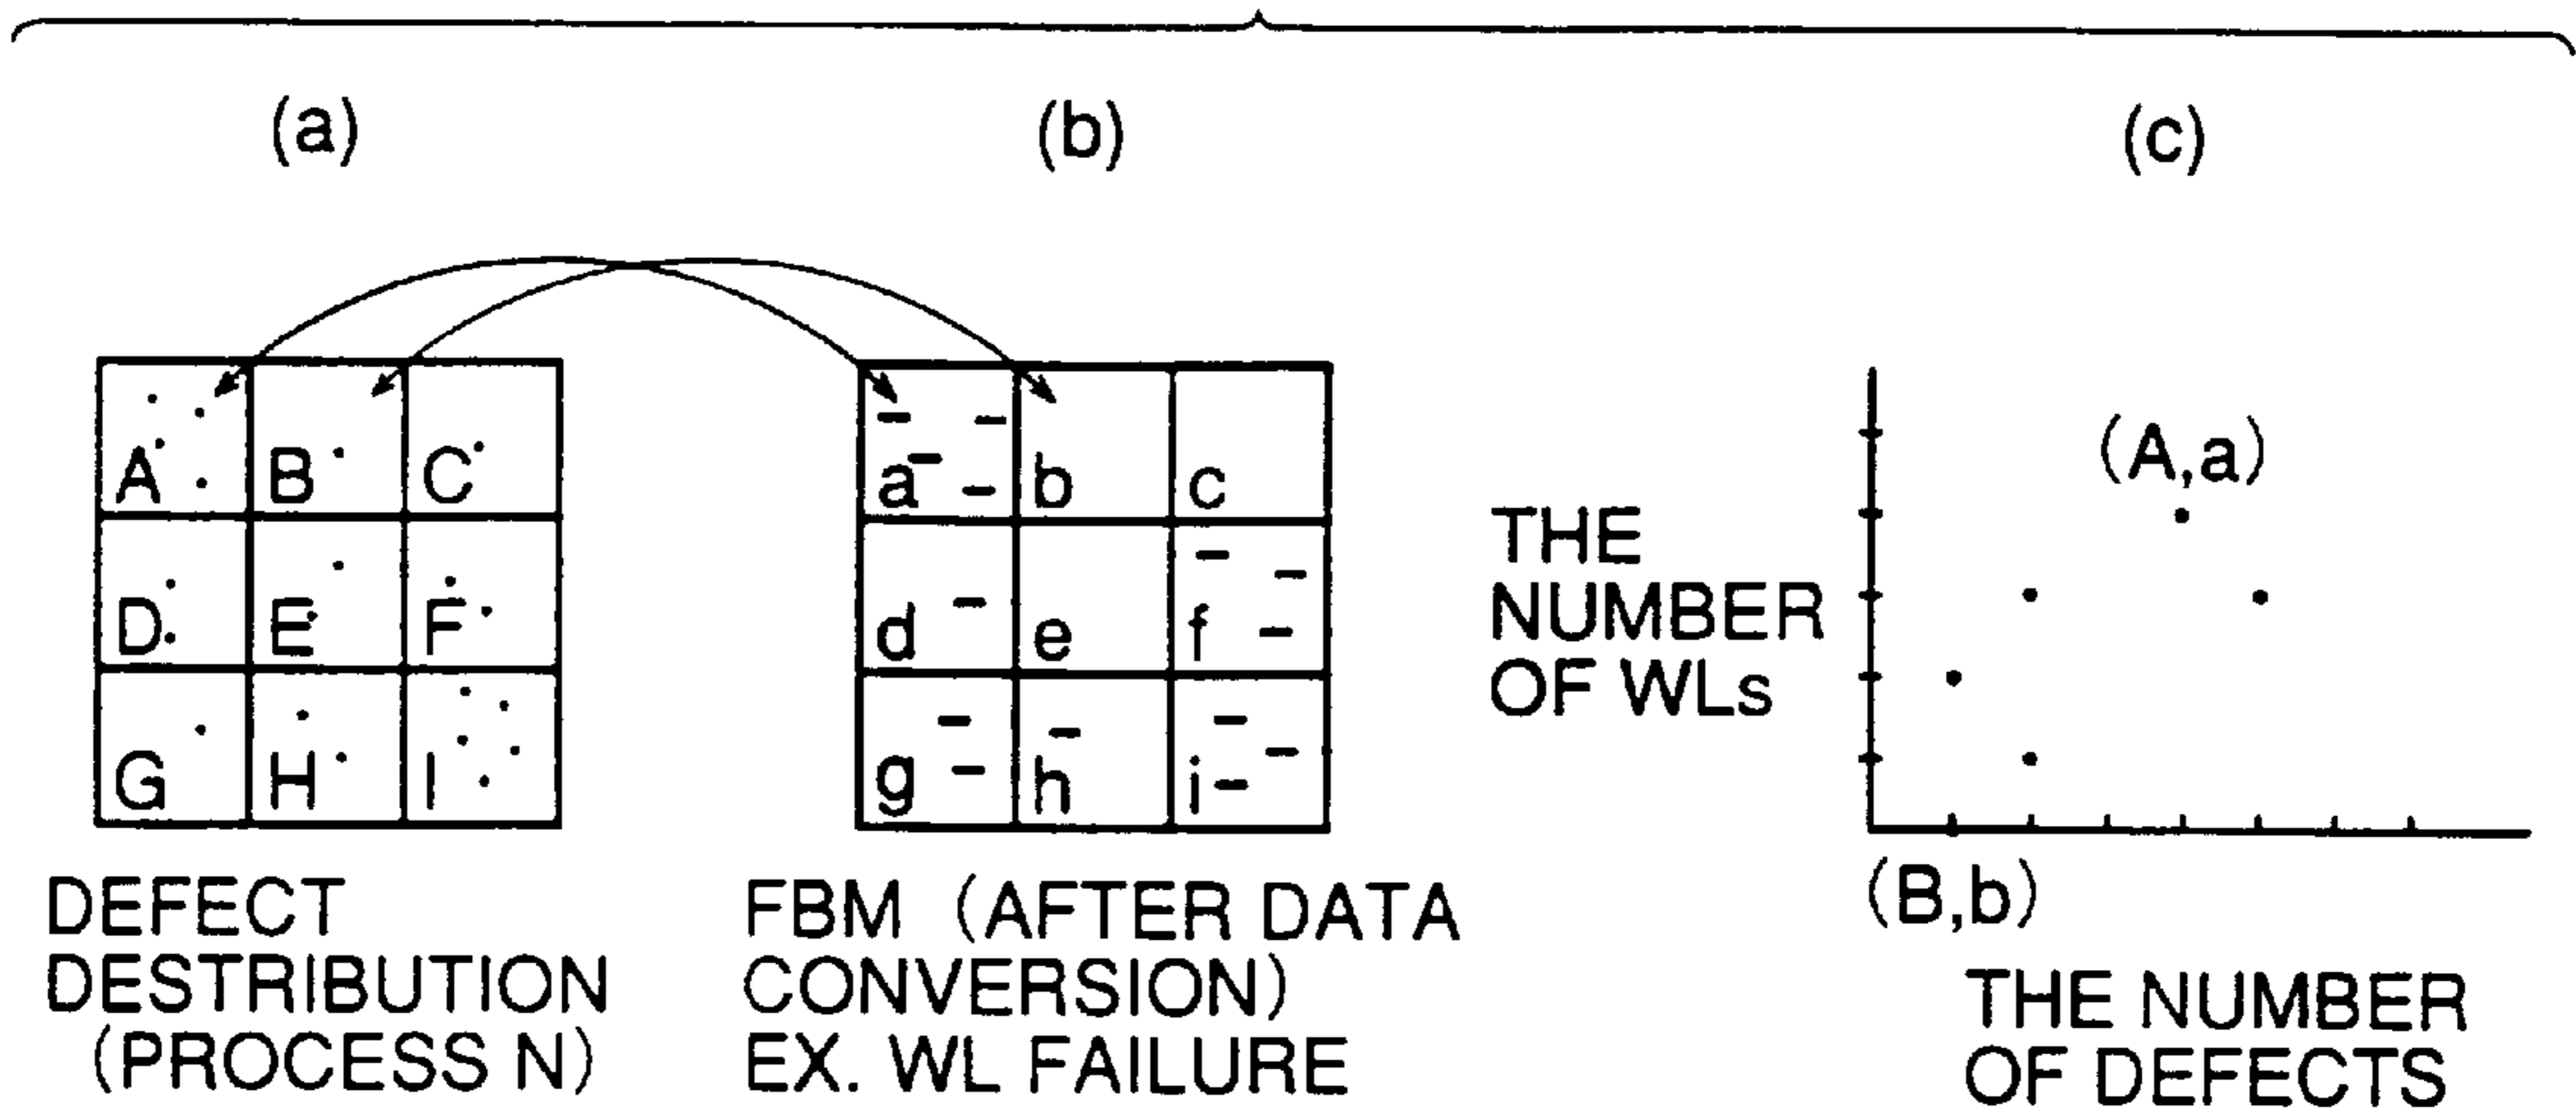 (a)
(b)
(c)
A
B
C
D
E
F
G
H
I
DEFECT
DESTRIBUTION
(PROCESS N)
a
b
c
d
e
f
g
h
i
FBM (AFTER DATA
CONVERSION)
EX. WL FAILURE
THE
NUMBER
OF WLs
(A,a)
(B,b)
THE NUMBER
OF DEFECTS